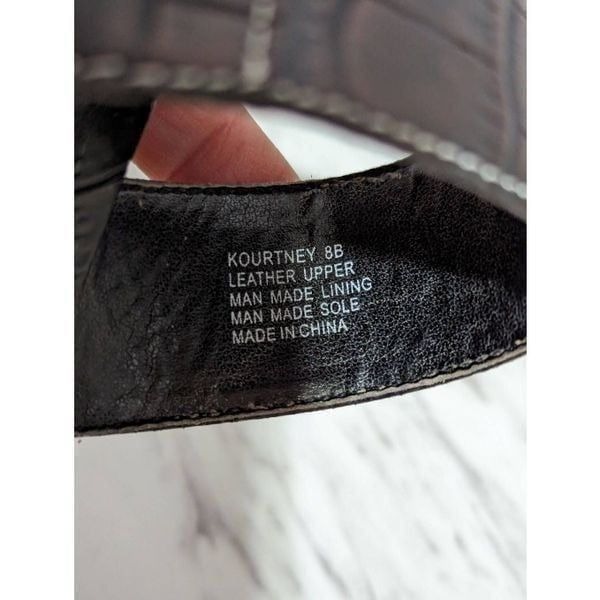 KOURTNEY 8B
LEATHER UPPER
MAN MADE LINING
MAN MADE SOLE
MADE IN CHINA